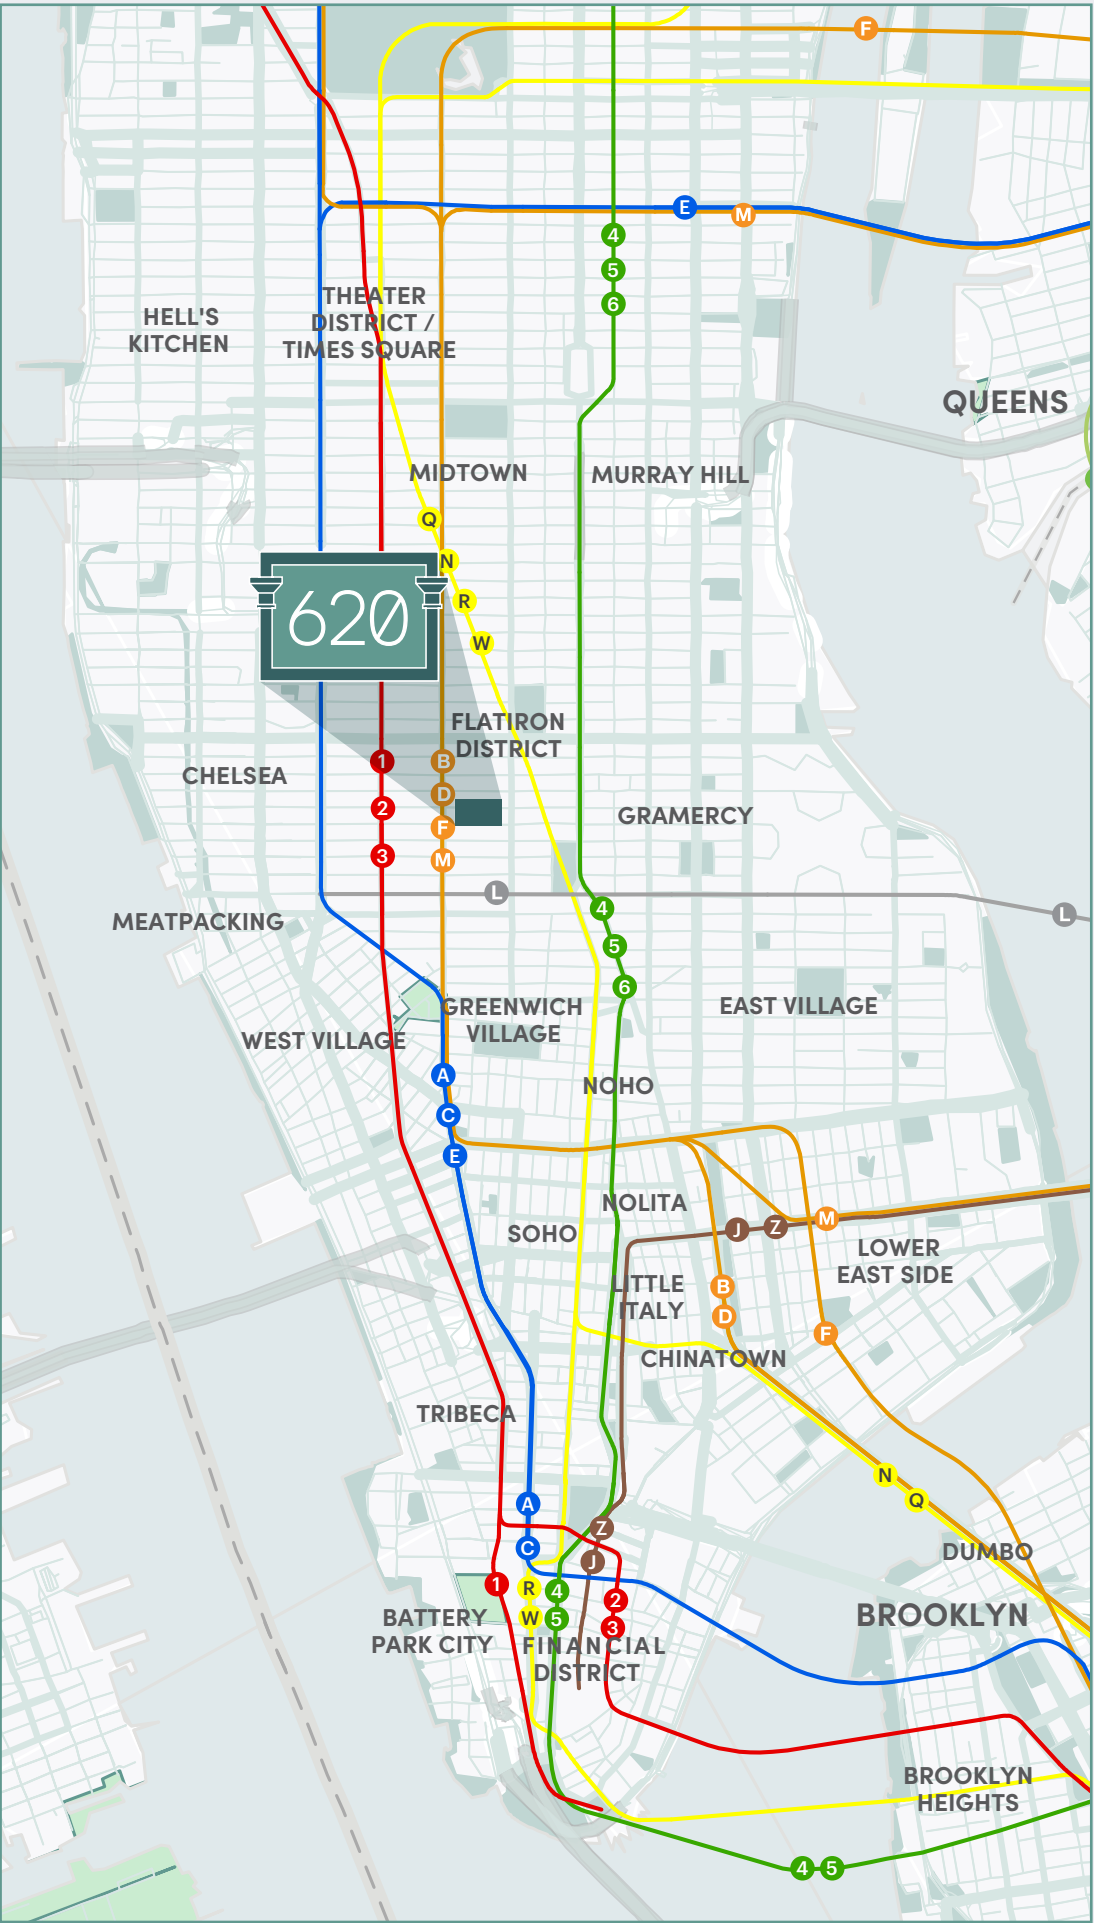 F
E
M
4
5
6
THEATER
DISTRICT /
TIMES SQUARE
HELL'S
KITCHEN
QUEENS
MIDTOWN
MURRAY HILL
Q
N
R
W
620
FLATIRON
DISTRICT
CHELSEA
1
2
3
B
D
F
M
GRAMERCY
L
L
MEATPACKING
4
5
6
GREENWICH
VILLAGE
EAST VILLAGE
WEST VILLAGE
A
C
E
NOHO
NOLITA
SOHO
J
Z
M
LOWER
EAST SIDE
LITTLE
ITALY
B
D
F
CHINATOWN
TRIBECA
N
Q
A
C
Z
J
DUMBO
1
R
W
4
5
2
3
BATTERY
PARK CITY
BROOKLYN
FINANCIAL
DISTRICT
BROOKLYN
HEIGHTS
4
5